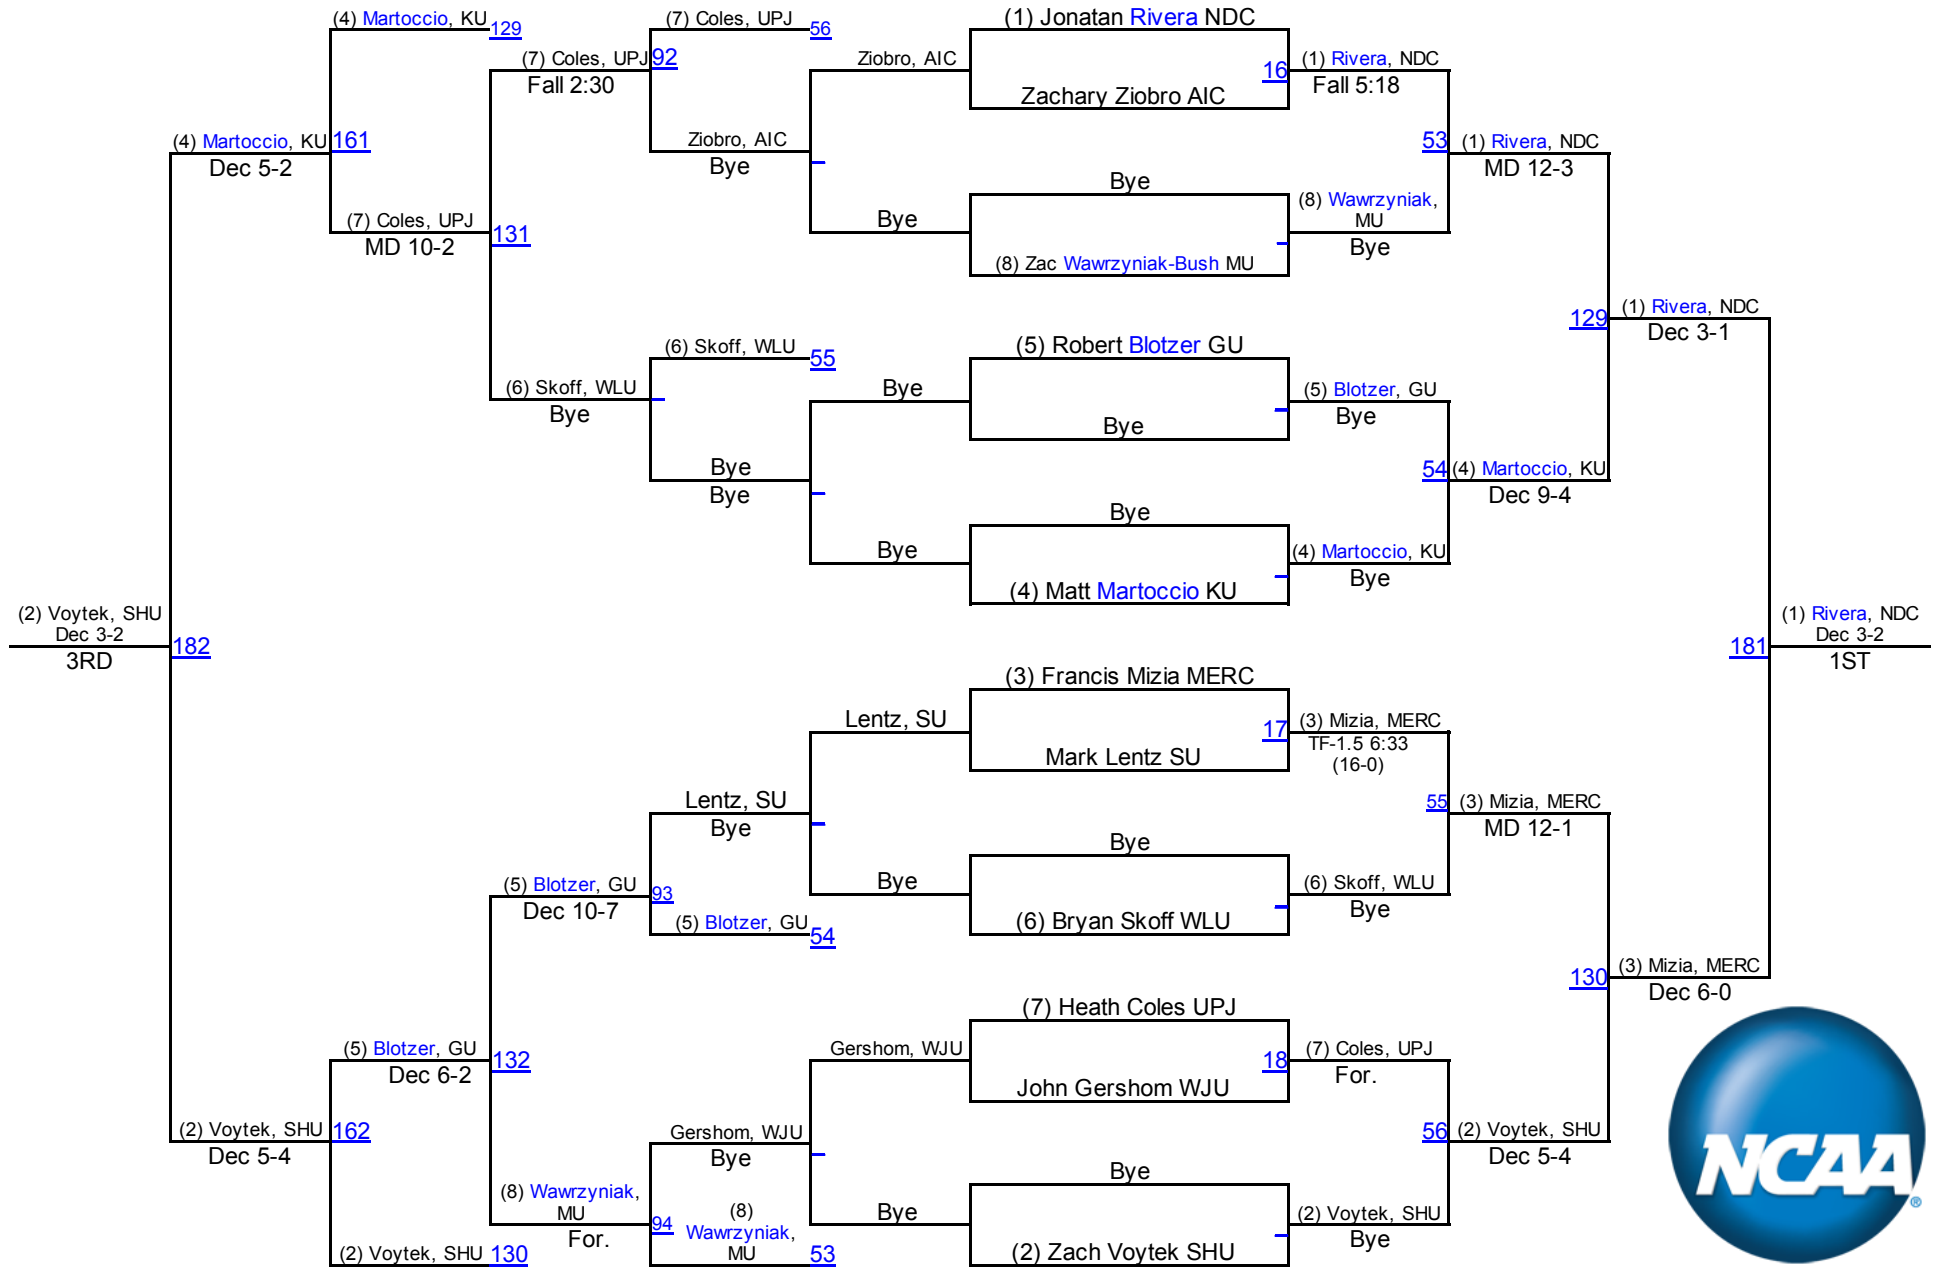 (4) Martoccio, KU
129
(7) Coles, UPJ
Fall 2:30
92
(7) Coles, UPJ
56
Ziobro, AIC
(1) Jonatan Rivera NDC
16
Zachary Ziobro AIC
(1) Rivera, NDC
Fall 5:18
(4) Martoccio, KU
Dec 5-2
161
Ziobro, AIC
Bye
53
(1) Rivera, NDC
MD 12-3
(7) Coles, UPJ
MD 10-2
131
Bye
Bye
(8) Zac Wawrzyniak-Bush MU
(8) Wawrzyniak,
MU
Bye
(6) Skoff, WLU
55
(5) Robert Blotzer GU
129
(1) Rivera, NDC
Dec 3-1
(6) Skoff, WLU
Bye
Bye
Bye
(5) Blotzer, GU
Bye
Bye
Bye
54
(4) Martoccio, KU
Dec 9-4
Bye
Bye
(4) Matt Martoccio KU
(4) Martoccio, KU
Bye
(2) Voytek, SHU
Dec 3-2
3RD
182
181
(1) Rivera, NDC
Dec 3-2
1ST
Lentz, SU
(3) Francis Mizia MERC
17
Mark Lentz SU
(3) Mizia, MERC
TF-1.5 6:33
(16-0)
Lentz, SU
Bye
55
(3) Mizia, MERC
MD 12-1
(5) Blotzer, GU
Dec 10-7
93
(5) Blotzer, GU
54
Bye
Bye
(6) Bryan Skoff WLU
(6) Skoff, WLU
Bye
130
(3) Mizia, MERC
Dec 6-0
(5) Blotzer, GU
Dec 6-2
132
Gershom, WJU
(7) Heath Coles UPJ
18
John Gershom WJU
(7) Coles, UPJ
For.
(2) Voytek, SHU
Dec 5-4
162
Gershom, WJU
Bye
56
(2) Voytek, SHU
Dec 5-4
(8) Wawrzyniak,
MU
For.
94
(8)
Wawrzyniak,
MU
53
Bye
Bye
(2) Zach Voytek SHU
(2) Voytek, SHU
Bye
(2) Voytek, SHU
130
NCAA
®